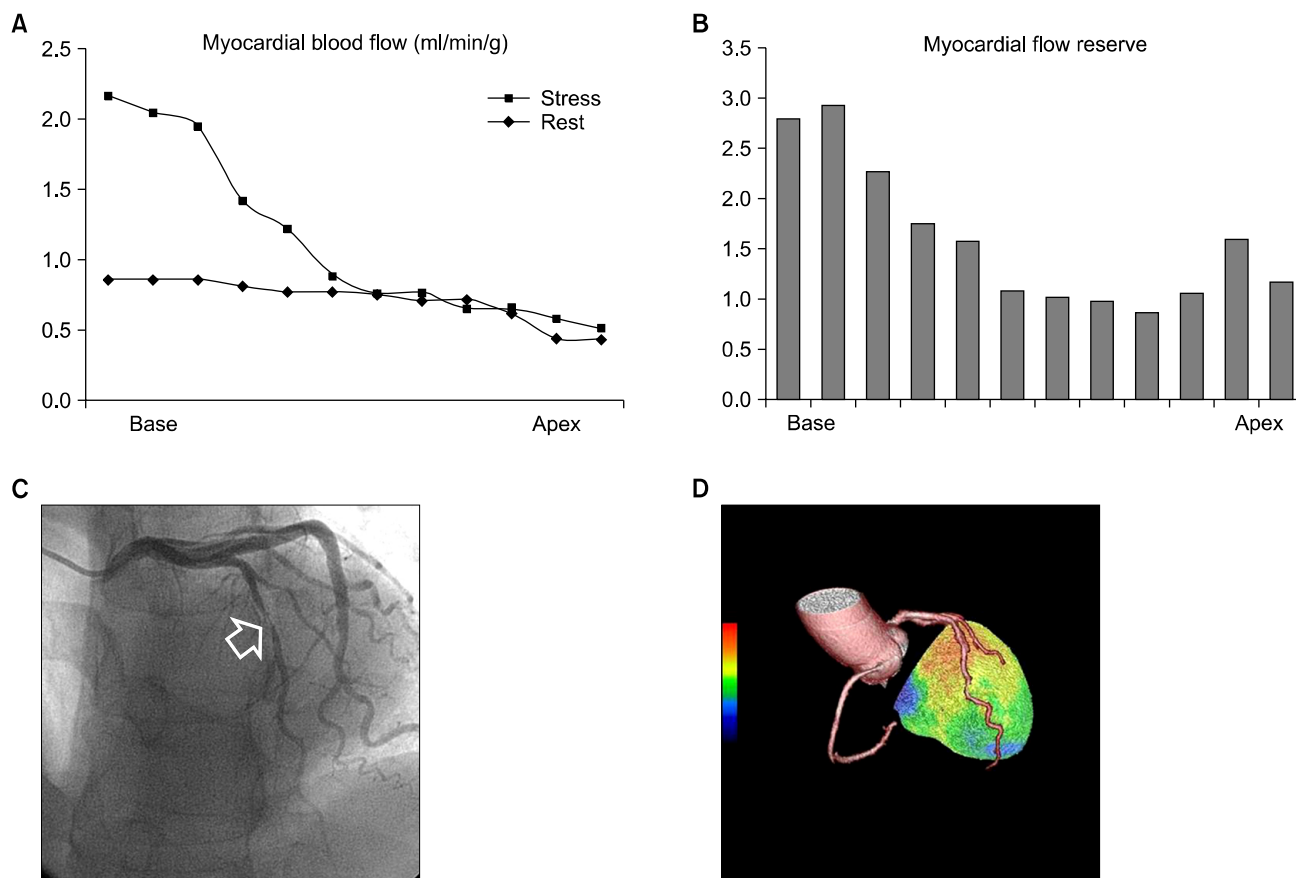 A
Myocardial blood flow (ml/min/g)
2.5
2.0
1.5
1.0
0.5
0.0
Stress
Rest
Base
Apex
B
Myocardial flow reserve
3.5
3.0
2.5
2.0
1.5
1.0
0.5
0.0
Base
Apex
C
D